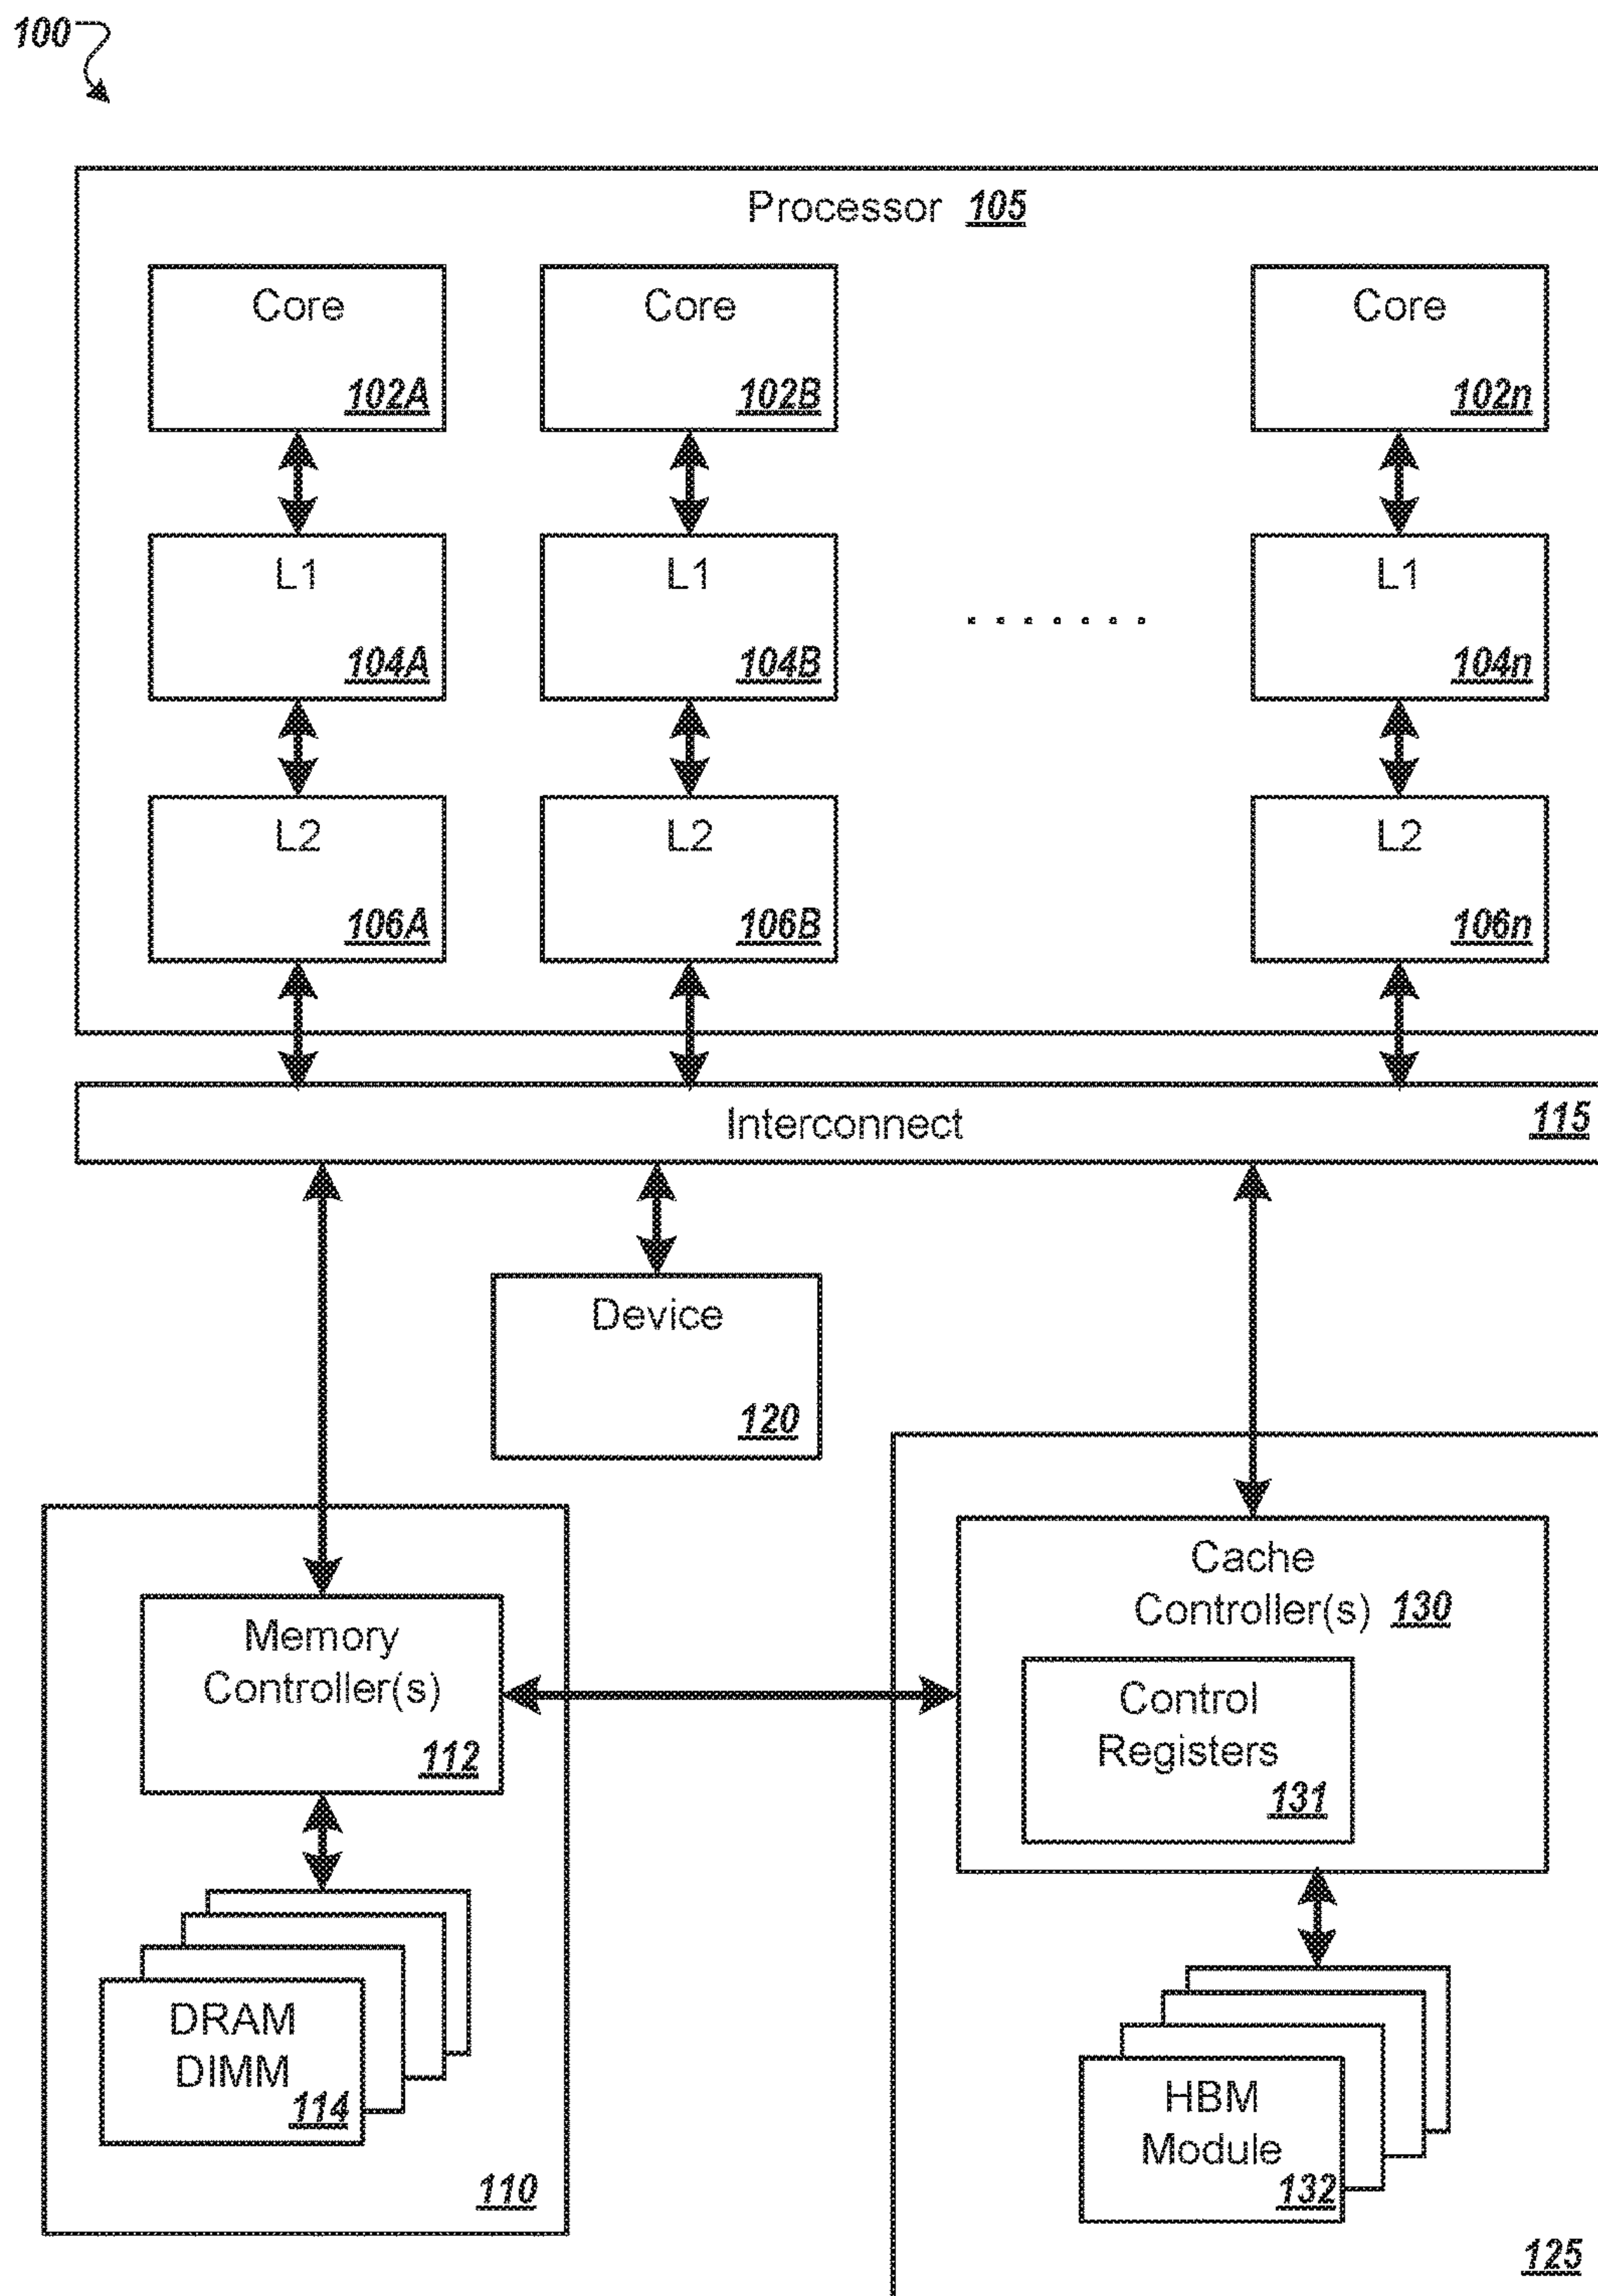 100
Processor 105
Core Core Core
102A 102B 102n
L1 L1 L1
104A 104B .......  104n
L2 L2 L2
106A 106B 106n
Interconnect 115
Device
120
Cache
Controller(s) 130
Memory
Controller(s)
112
Control
Registers
131
DRAM
DIMM
114
HBM
Module
132
110
125